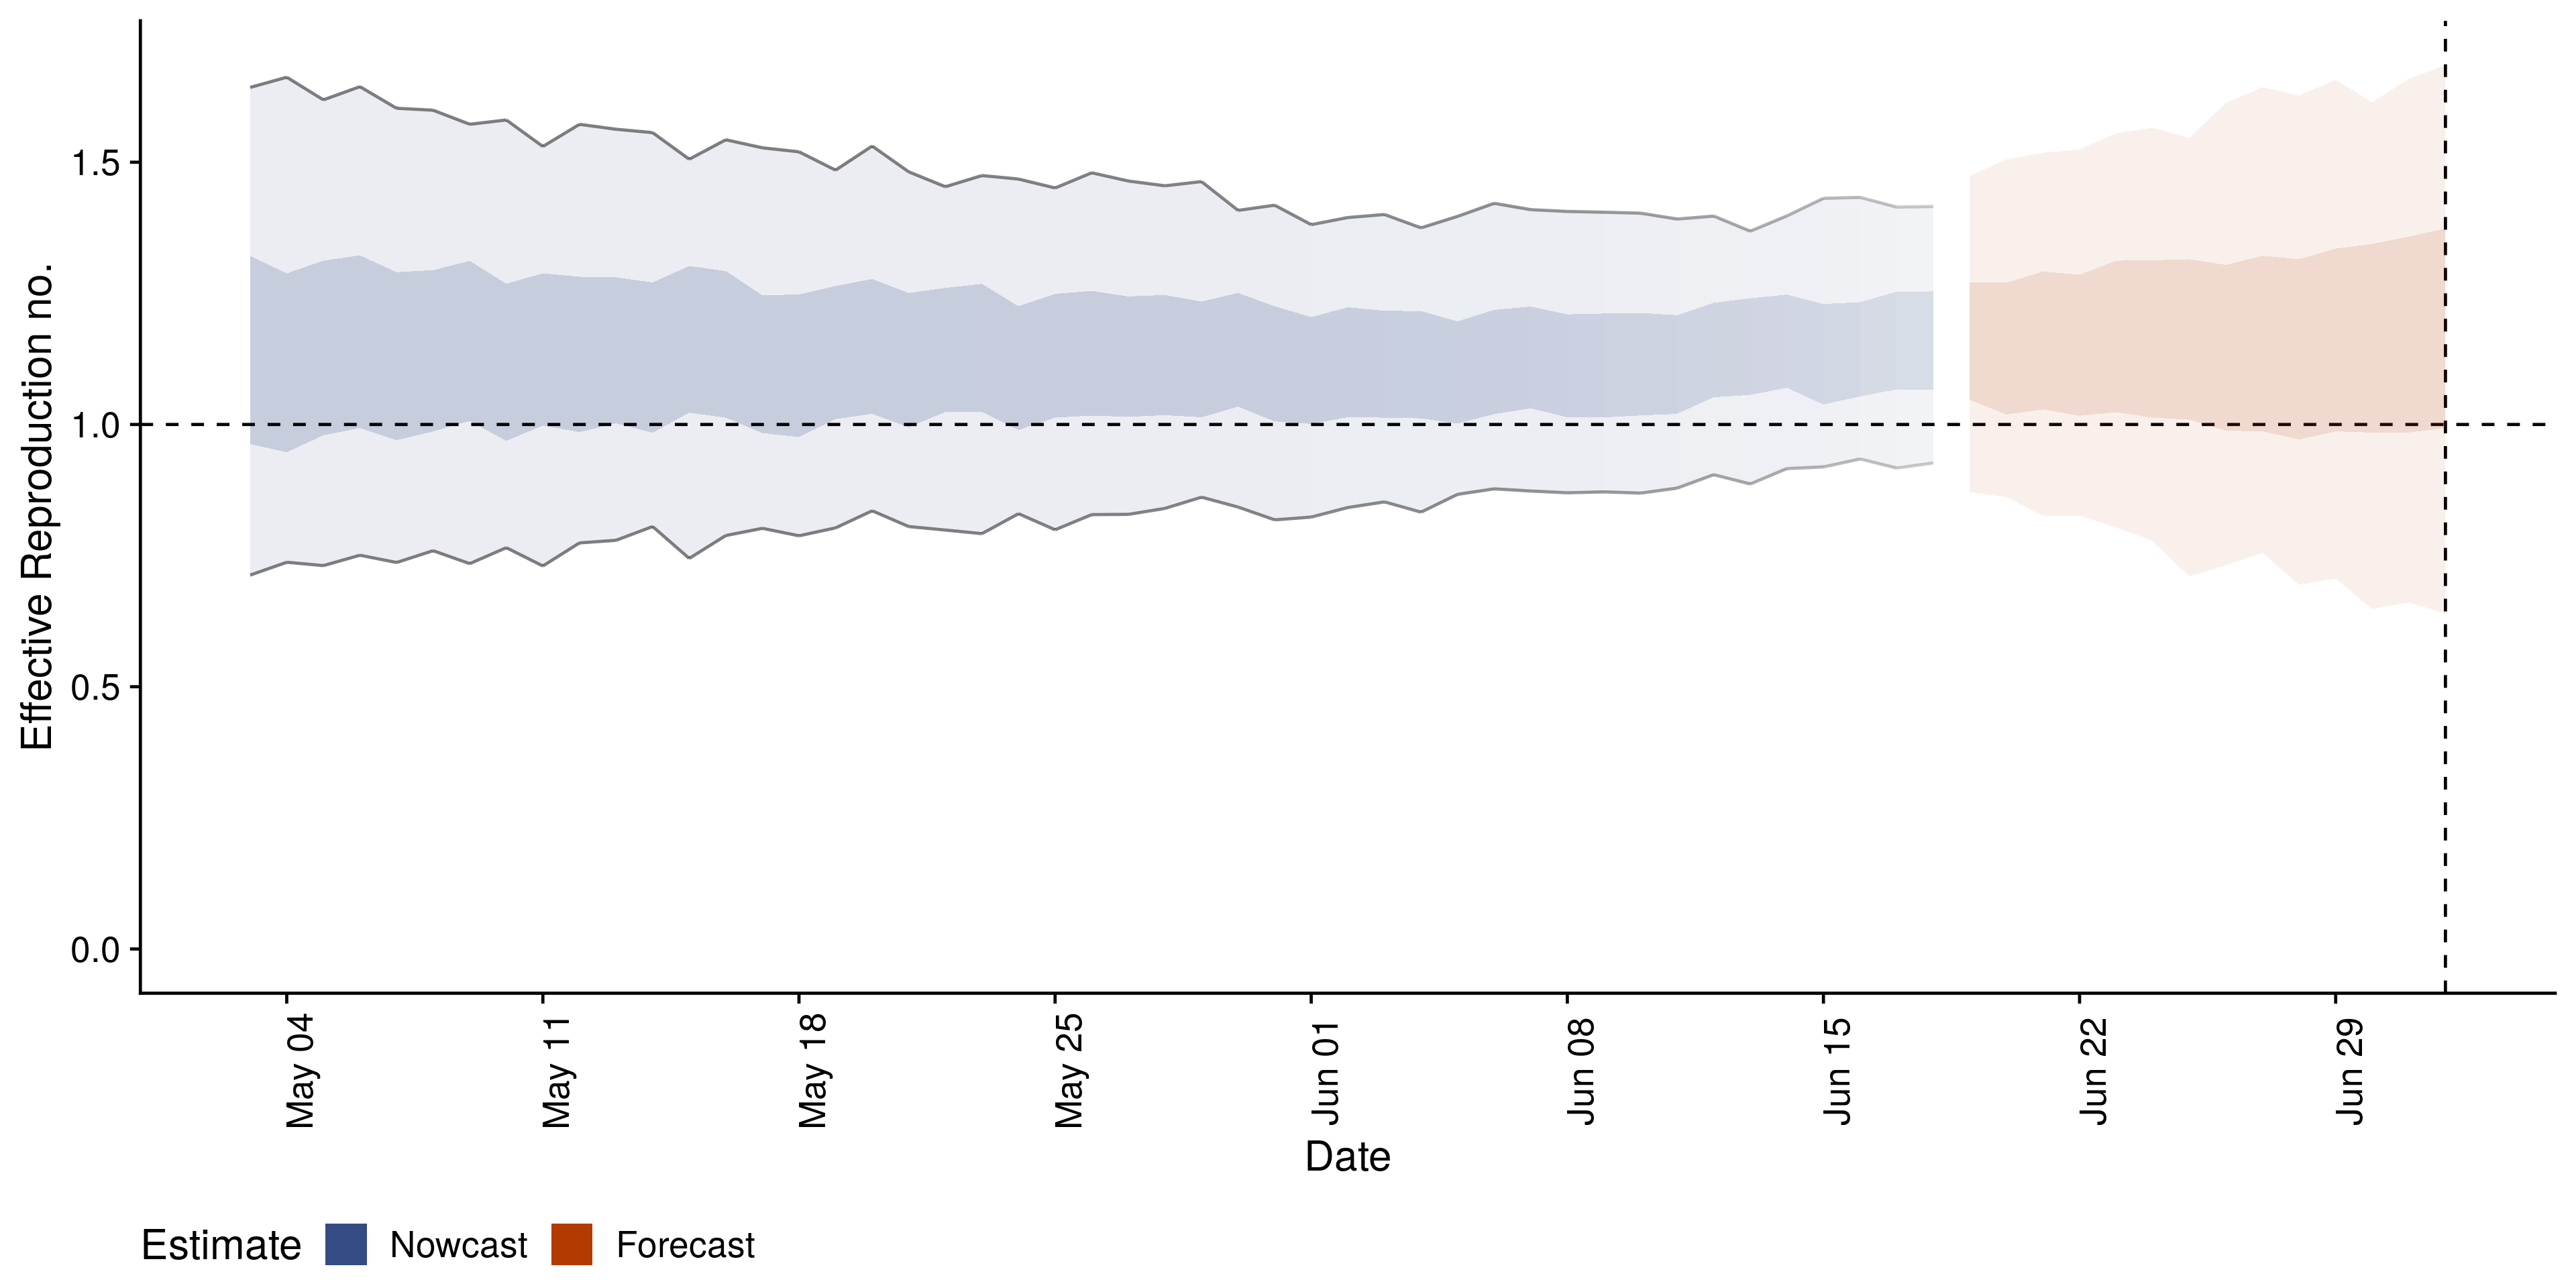 Effective Reproduction no.
1.5
1.0
0.5
0.0
May 04
May 11
May 18
May 25
Jun 01
Jun 08
Jun 15
Jun 22
Jun 29
Date
Estimate Nowcast Forecast